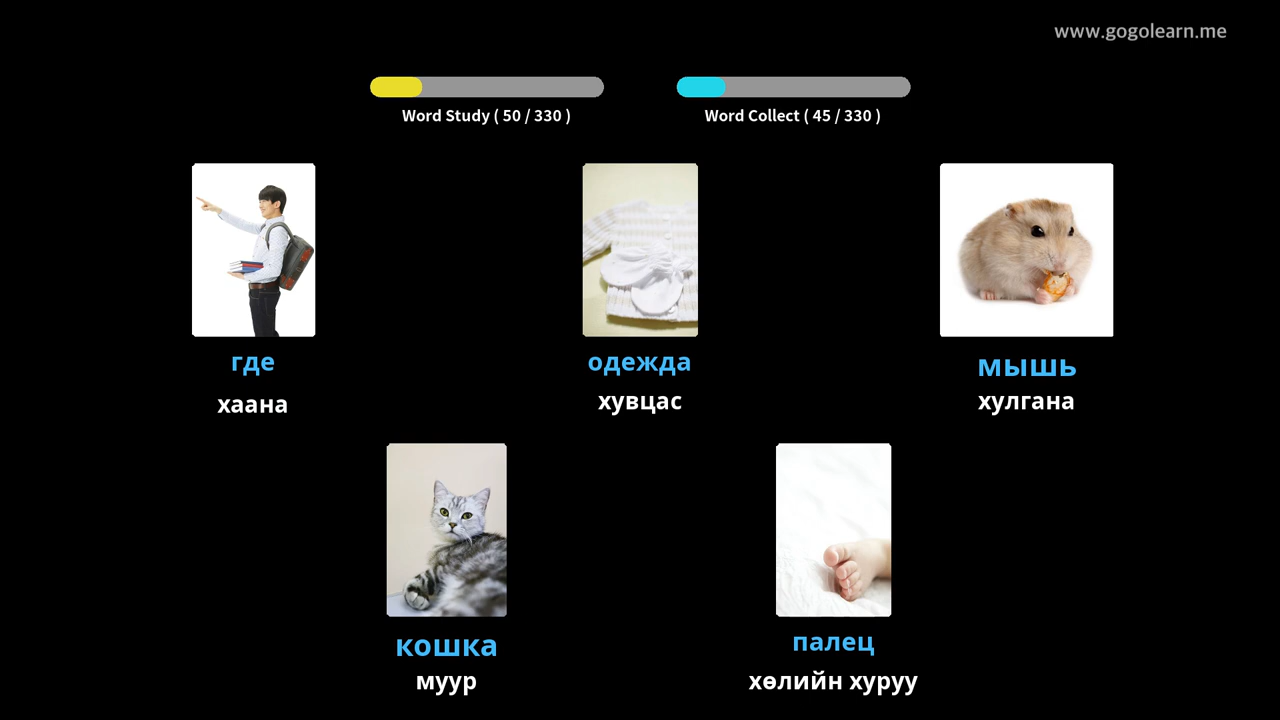 www.gogolearn.me
Word Study ( 50 / 330 )
Word Collect ( 45 / 330 )
где
хаана
одежда
хувцас
мышь
хулгана
кошка
муур
палец
хөлийн хуруу